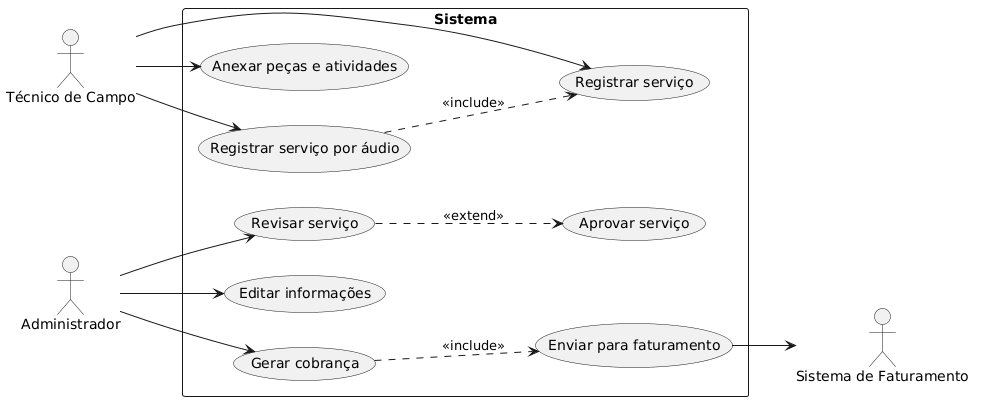 Sistema
Técnico de Campo
Anexar peças e atividades
Registrar serviço
«include»
Registrar serviço por áudio
Revisar serviço
«extend»
Aprovar serviço
Administrador
Editar informações
Gerar cobrança
«include»
Enviar para faturamento
Sistema de Faturamento